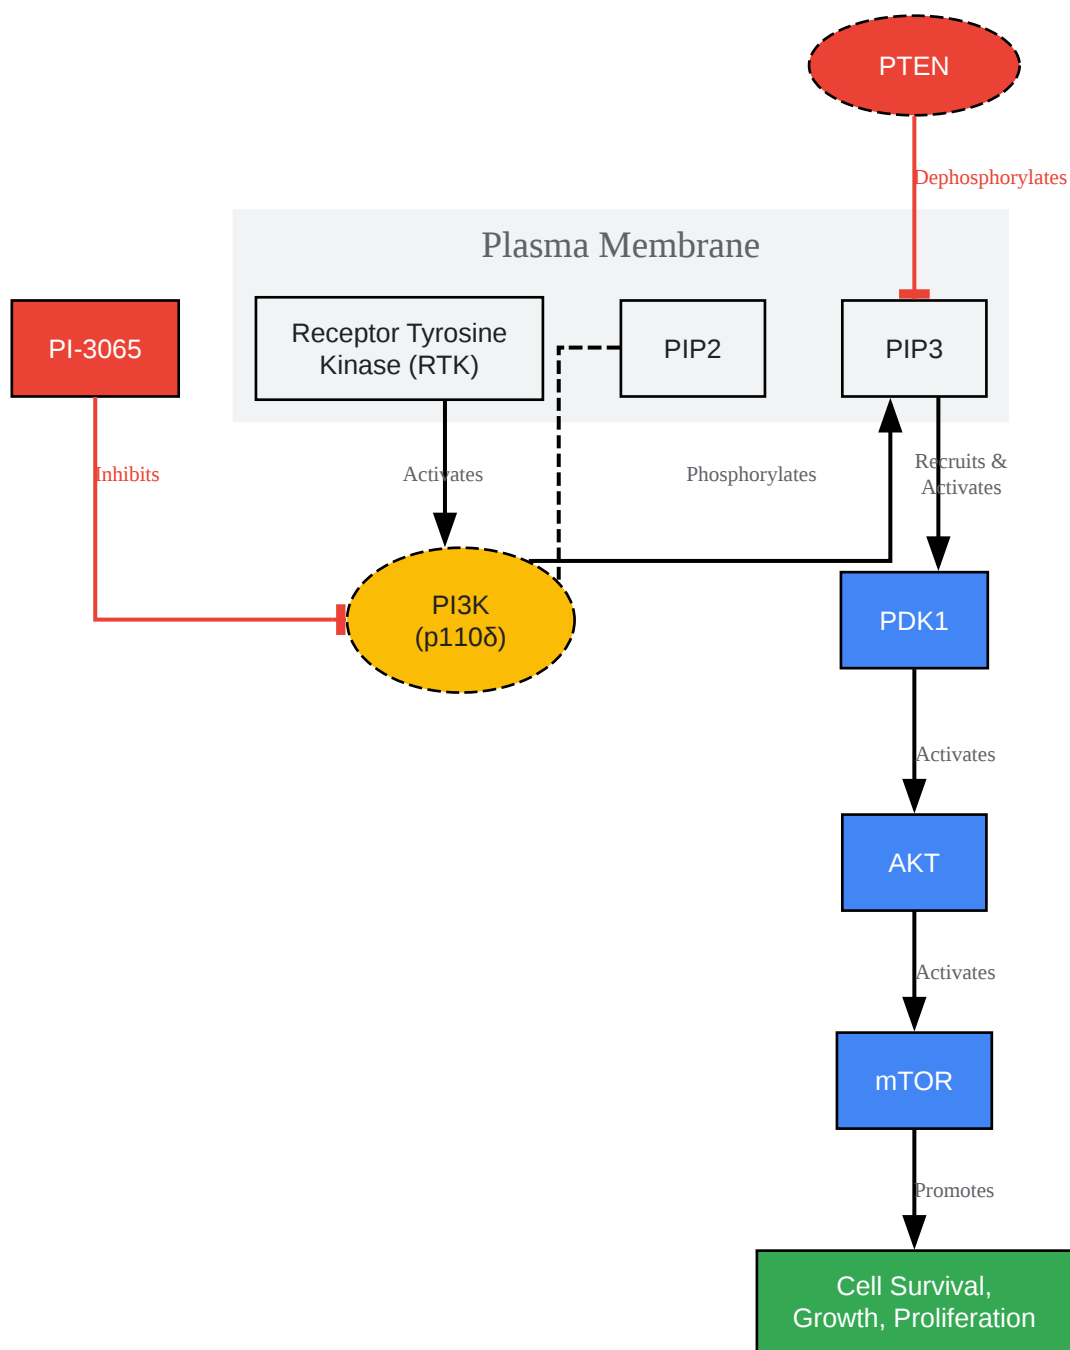 PTEN
Dephosphorylates
Plasma Membrane
PI-3065
Receptor Tyrosine
Kinase (RTK)
PIP2
PIP3
Inhibits
Activates
Phosphorylates
Recruits &
Activates
PI3K
(p110δ)
PDK1
Activates
AKT
Activates
mTOR
Promotes
Cell Survival,
Growth, Proliferation